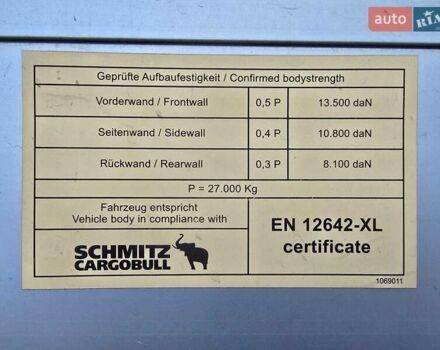 auto RIA
Geprüfte Aufbaufestigkeit / Confirmed bodystrength
Vorderwand / Frontwall 0,5 P 13.500 daN
Seitenwand / Sidewall 0,4 P 10.800 daN
Rückwand / Rearwall 0,3 P 8.100 daN
P = 27.000 Kg
Fahrzeug entspricht
Vehicle body in compliance with
SCHMITZ
CARGOBULL
EN 12642-XL
certificate
1069011